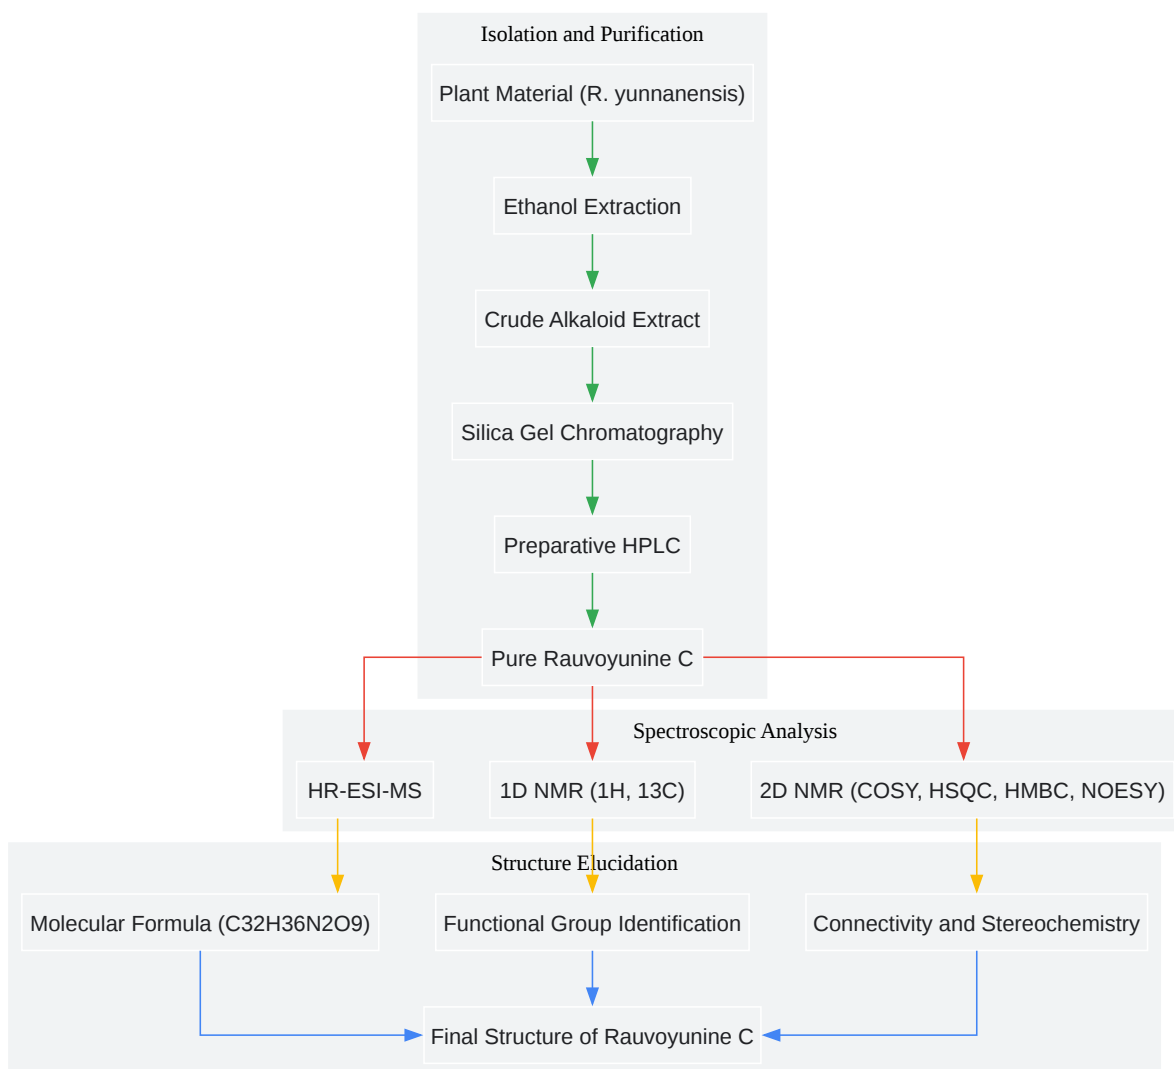 Isolation and Purification
Plant Material (R. yunnanensis)
Ethanol Extraction
Crude Alkaloid Extract
Silica Gel Chromatography
Preparative HPLC
Pure Rauvoyunine C
Spectroscopic Analysis
HR-ESI-MS
1D NMR (1H, 13C)
2D NMR (COSY, HSQC, HMBC, NOESY)
Structure Elucidation
Molecular Formula (C32H36N2O9)
Functional Group Identification
Connectivity and Stereochemistry
Final Structure of Rauvoyunine C